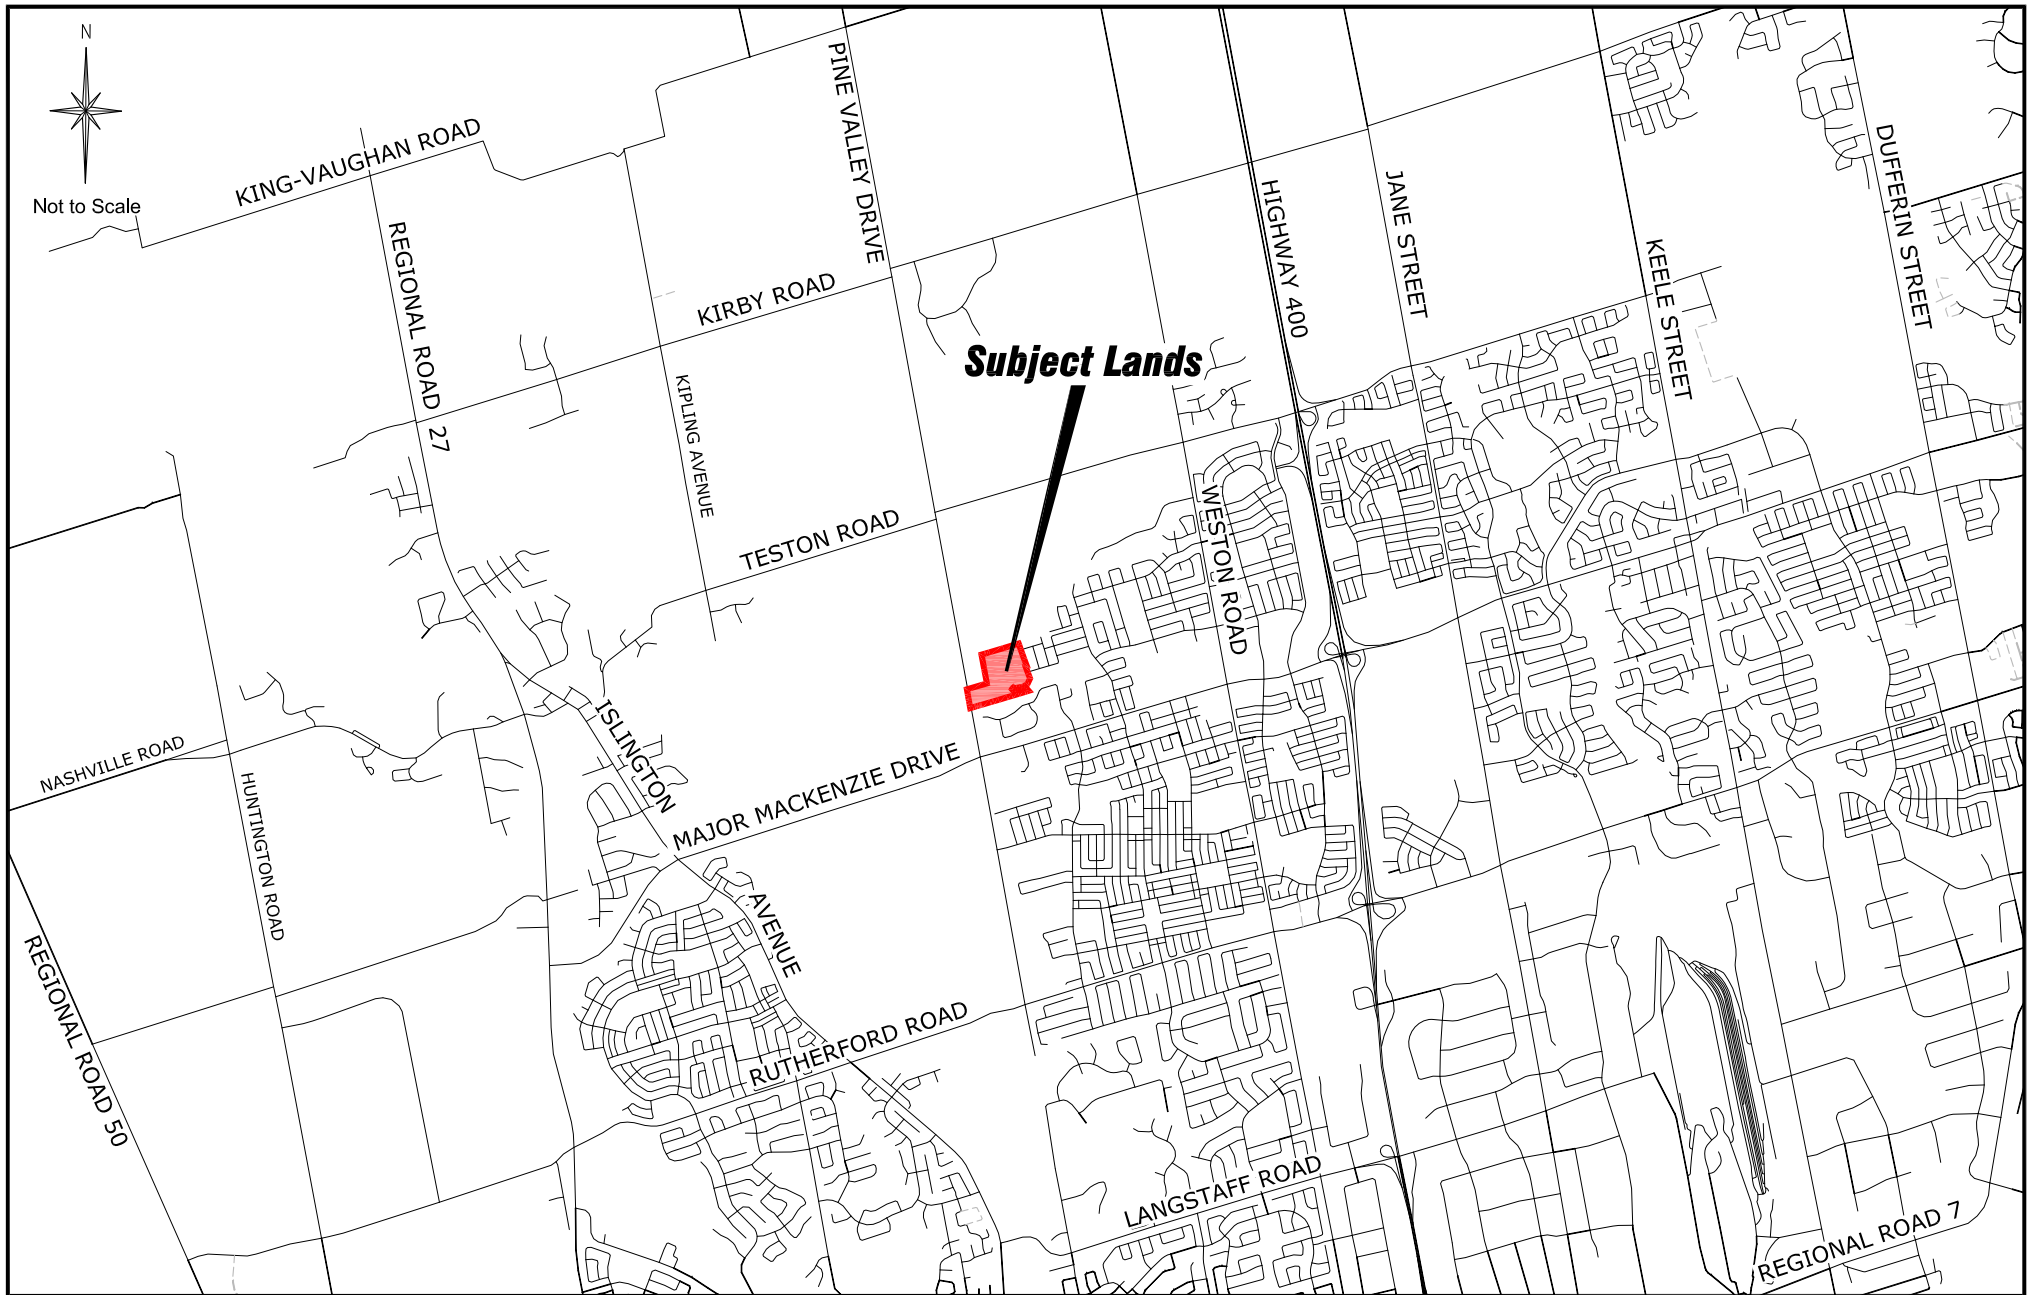 N
Not to Scale
KING-VAUGHAN ROAD
PINE VALLEY DRIVE
DUFFERIN STREET
JANE STREET
HIGHWAY 400
REGIONAL ROAD 27
KEELE STREET
KIRBY ROAD
Subject Lands
KIPLING AVENUE
WESTON ROAD
TESTON ROAD
ISLINGTON
AVENUE
NASHVILLE ROAD
MAJOR MACKENZIE DRIVE
HUNTINGTON ROAD
REGIONAL ROAD 50
RUTHERFORD ROAD
LANGSTAFF ROAD
REGIONAL ROAD 7